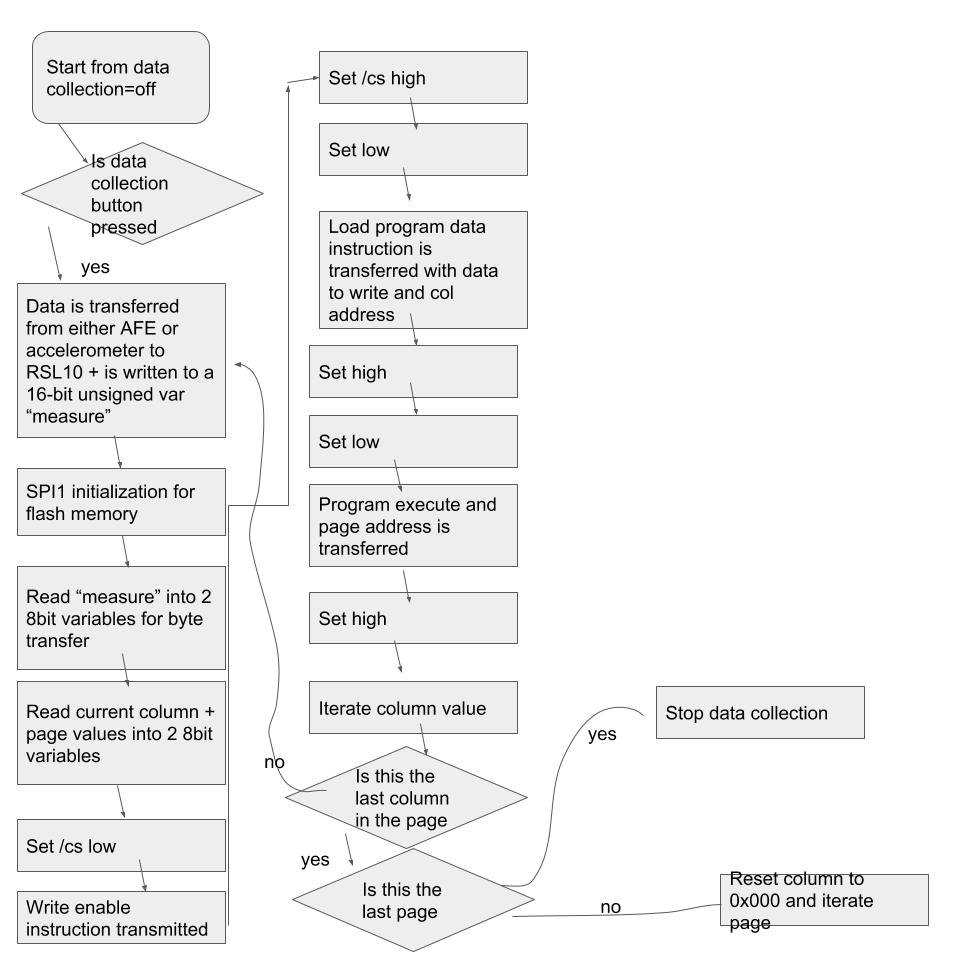 Start from data
collection=off
Is data
collection
button
pressed
yes
Data is transferred
from either AFE or
accelerometer to
RSL10 + is written to a
16-bit unsigned var
“measure”
SPI1 initialization for
flash memory
Read “measure” into 2
8bit variables for byte
transfer
Read current column +
page values into 2 8bit
variables
Set /cs low
Write enable
instruction transmitted
Set /cs high
Set low
Load program data
instruction is
transferred with data
to write and col
address
Set high
Set low
Program execute and
page address is
transferred
Set high
Iterate column value
Is this the
last column
in the page
no
yes
Is this the
last page
yes
Stop data collection
no
Reset column to
0x000 and iterate
page